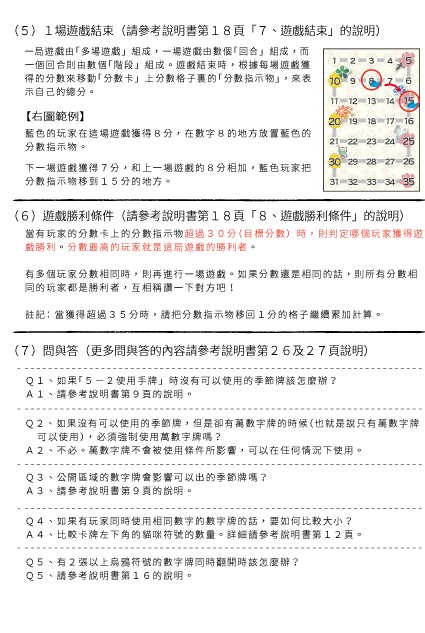 （５）１場遊戲結束（請參考說明書第１８頁「７、遊戲結束」的說明）
一局遊戲由「多場遊戲」組成，一場遊戲由數個「回合」組成，而
一個回合則由數個「階段」組成。遊戲結束時，根據每場遊戲獲
得的分數來移動「分數卡」上分數格子裏的「分數指示物」，來表
示自己的總分。
【右圖範例】
藍色的玩家在這場遊戲獲得８分，在數字８的地方放置藍色的
分數指示物。
下一場遊戲獲得７分，和上一場遊戲的８分相加，藍色玩家把
分數指示物移到１５分的地方。
1 2 3 4 5
10 9 8 7 6
11 12 13 14 15
20 19 18 17 16
21 22 23 24 25
30 29 28 27 26
31 32 33 34 35
（６）遊戲勝利條件（請參考說明書第１８頁「８、遊戲勝利條件」的說明）
當有玩家的分數卡上的分數指示物超過３０分（目標分數）時，則判定哪個玩家獲得遊
戲勝利。分數最高的玩家就是這局遊戲的勝利者。
有多個玩家分數相同時，則再進行一場遊戲。如果分數還是相同的話，則所有分數相
同的玩家都是勝利者，互相稱讚一下對方吧！
註記：當獲得超過３５分時，請把分數指示物移回１分的格子繼續累加計算。
（７）問與答（更多問與答的內容請參考說明書第２６及２７頁說明）
Ｑ１、如果「５－２使用手牌」時沒有可以使用的季節牌該怎麼辦？
Ａ１、請參考說明書第９頁的說明。
Ｑ２、如果沒有可以使用的季節牌，但是卻有萬數字牌的時候（也就是說只有萬數字牌
可以使用），必須強制使用萬數字牌嗎？
Ａ２、不必。萬數字牌不會被使用條件所影響，可以在任何情況下使用。
Ｑ３、公開區域的數字牌會影響可以出的季節牌嗎？
Ａ３、請參考說明書第９頁的說明。
Ｑ４、如果有玩家同時使用相同數字的數字牌的話，要如何比較大小？
Ａ４、比較卡牌左下角的貓咪符號的數量。詳細請參考說明書第１２頁。
Ｑ５、有２張以上烏鴉符號的數字牌同時翻開時該怎麼辦？
Ｑ５、請參考說明書第１６的說明。